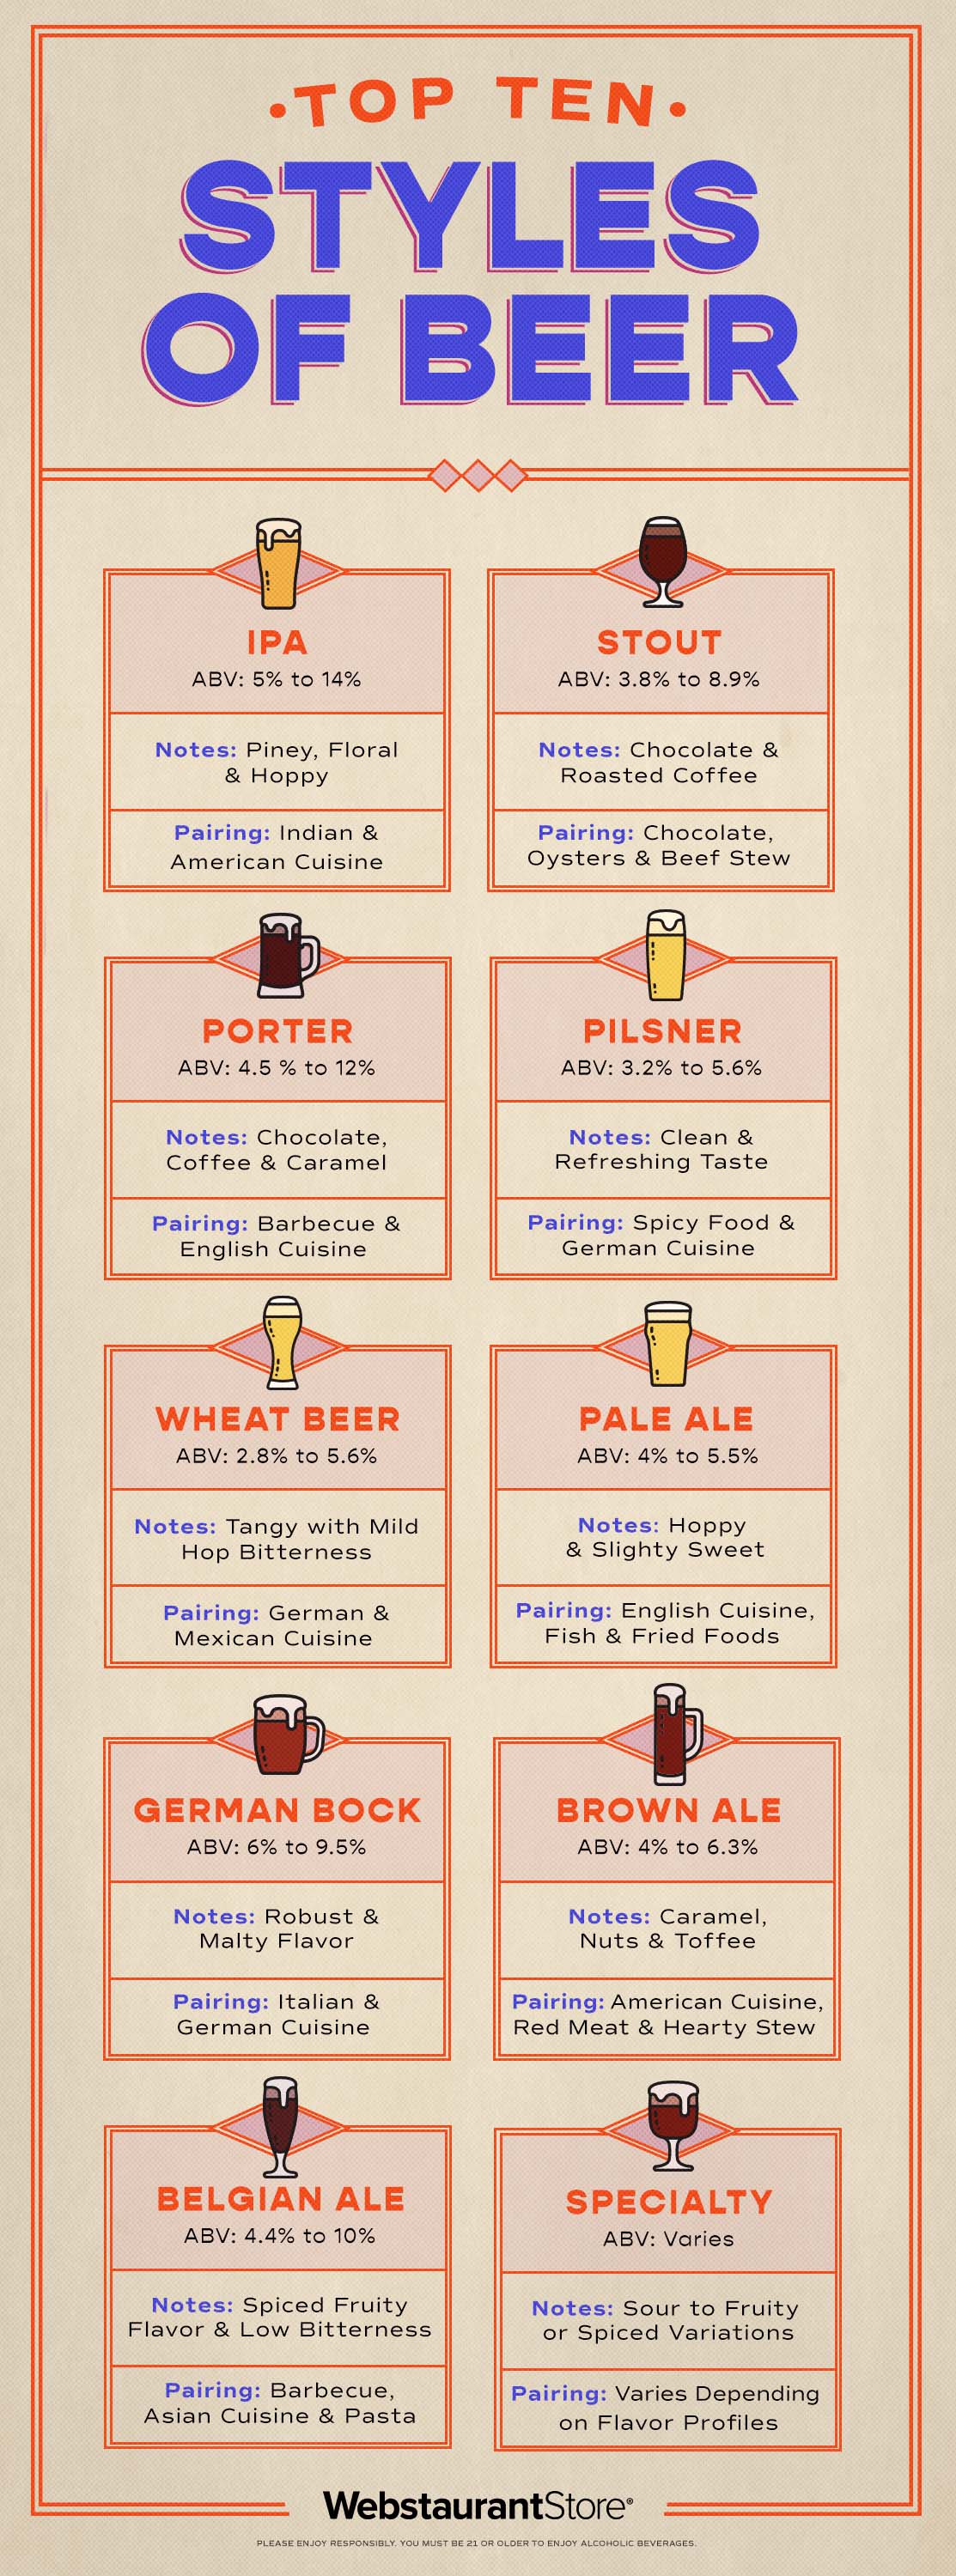 ·TOP TEN·
STYLES
OF BEER
IPA
ABV: 5% to 14%
Notes: Piney, Floral
& Hoppy
Pairing: Indian &
American Cuisine
STOUT
ABV: 3.8% to 8.9%
Notes: Chocolate &
Roasted Coffee
Pairing: Chocolate,
Oysters & Beef Stew
PORTER
ABV: 4.5 % to 12%
Notes: Chocolate,
Coffee & Caramel
Pairing: Barbecue &
English Cuisine
PILSNER
ABV: 3.2% to 5.6%
Notes: Clean &
Refreshing Taste
Pairing: Spicy Food &
German Cuisine
WHEAT BEER
ABV: 2.8% to 5.6%
Notes: Tangy with Mild
Hop Bitterness
Pairing: German &
Mexican Cuisine
PALE ALE
ABV: 4% to 5.5%
Notes: Hoppy
& Slighty Sweet
Pairing: English Cuisine,
Fish & Fried Foods
GERMAN BOCK
ABV: 6% to 9.5%
Notes: Robust &
Malty Flavor
Pairing: Italian &
German Cuisine
BROWN ALE
ABV: 4% to 6.3%
Notes: Caramel,
Nuts & Toffee
Pairing: American Cuisine,
Red Meat & Hearty Stew
BELGIAN ALE
ABV: 4.4% to 10%
Notes: Spiced Fruity
Flavor & Low Bitterness
Pairing: Barbecue,
Asian Cuisine & Pasta
SPECIALTY
ABV: Varies
Notes: Sour to Fruity
or Spiced Variations
Pairing: Varies Depending
on Flavor Profiles
WebstaurantStore®
PLEASE ENJOY RESPONSIBLY. YOU MUST BE 21 OR OLDER TO ENJOY ALCOHOLIC BEVERAGES.